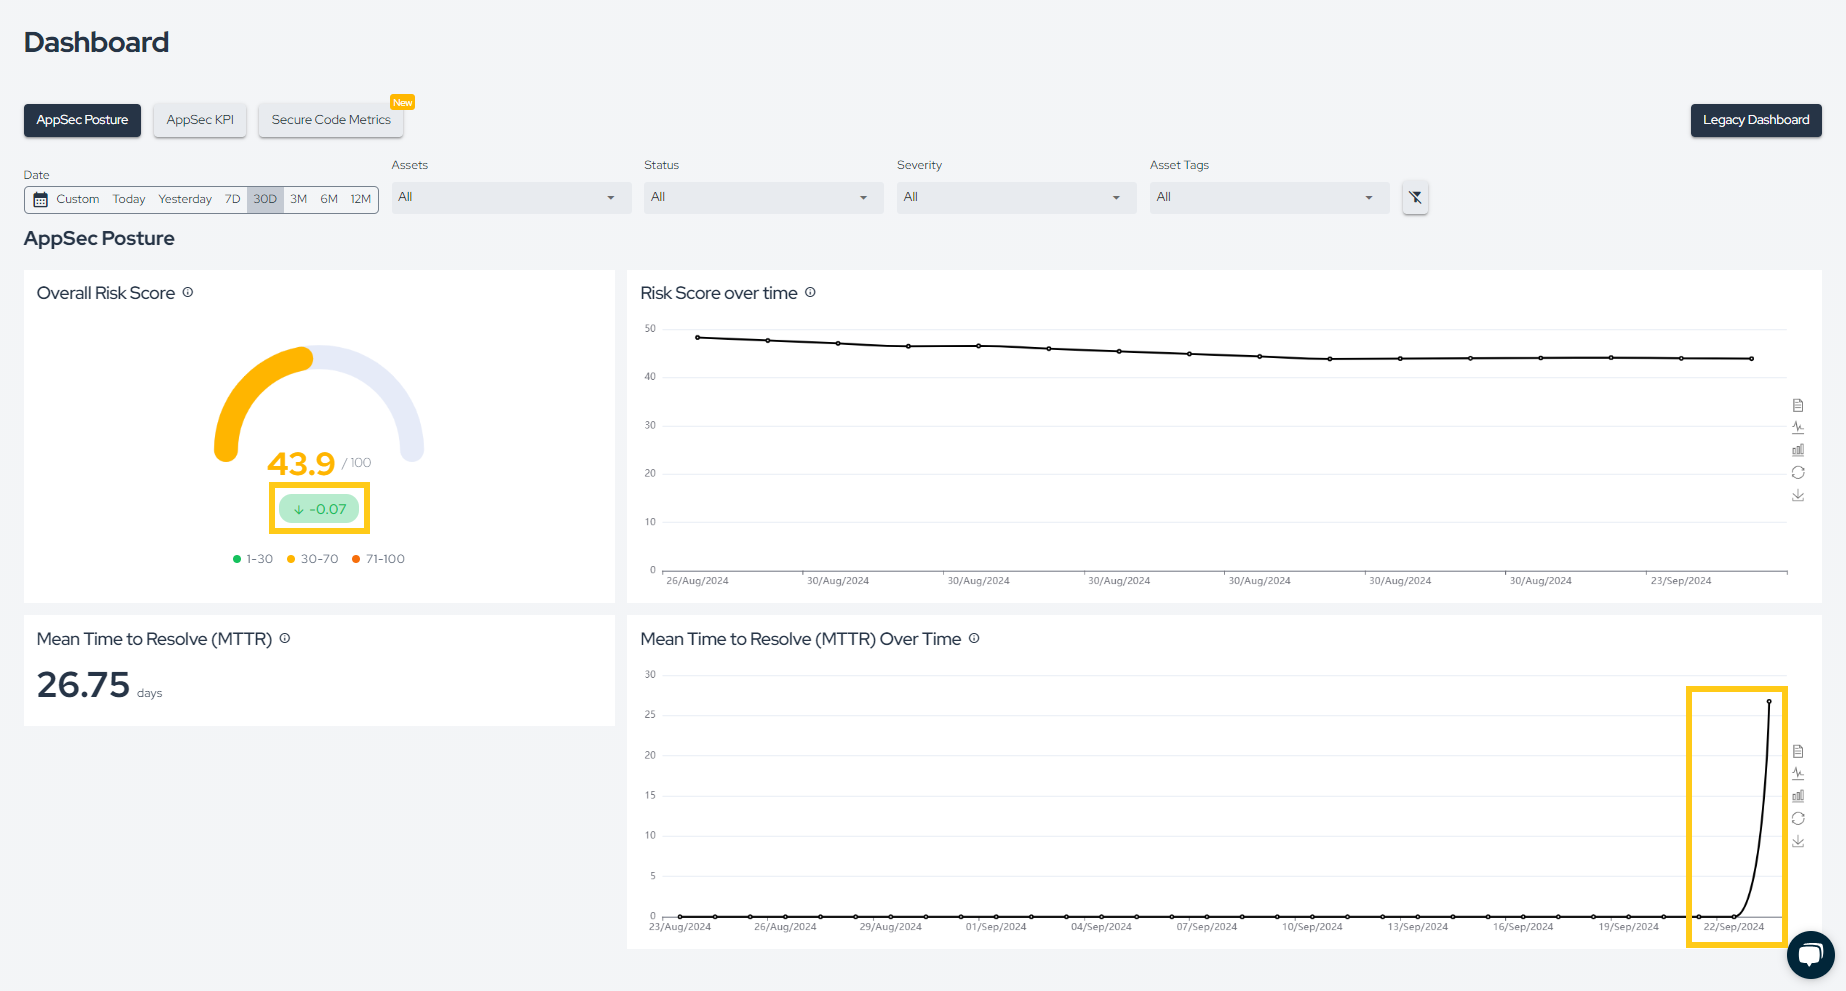 Dashboard
New
AppSec Posture AppSec KPI Secure Code Metrics Legacy Dashboard
Date Assets Status Severity Asset Tags
Custom Today Yesterday 7D 30D 3M 6M 12M All All All All
AppSec Posture
Overall Risk Score
43.9 / 100
-0.07
1-30 30-70 71-100
Risk Score over time
50
40
30
20
10
0
26/Aug/2024 30/Aug/2024 30/Aug/2024 30/Aug/2024 30/Aug/2024 30/Aug/2024 30/Aug/2024 23/Sep/2024
Mean Time to Resolve (MTTR)
26.75 days
Mean Time to Resolve (MTTR) Over Time
30
25
20
15
10
5
0
23/Aug/2024 26/Aug/2024 29/Aug/2024 01/Sep/2024 04/Sep/2024 07/Sep/2024 10/Sep/2024 13/Sep/2024 16/Sep/2024 19/Sep/2024 22/Sep/2024